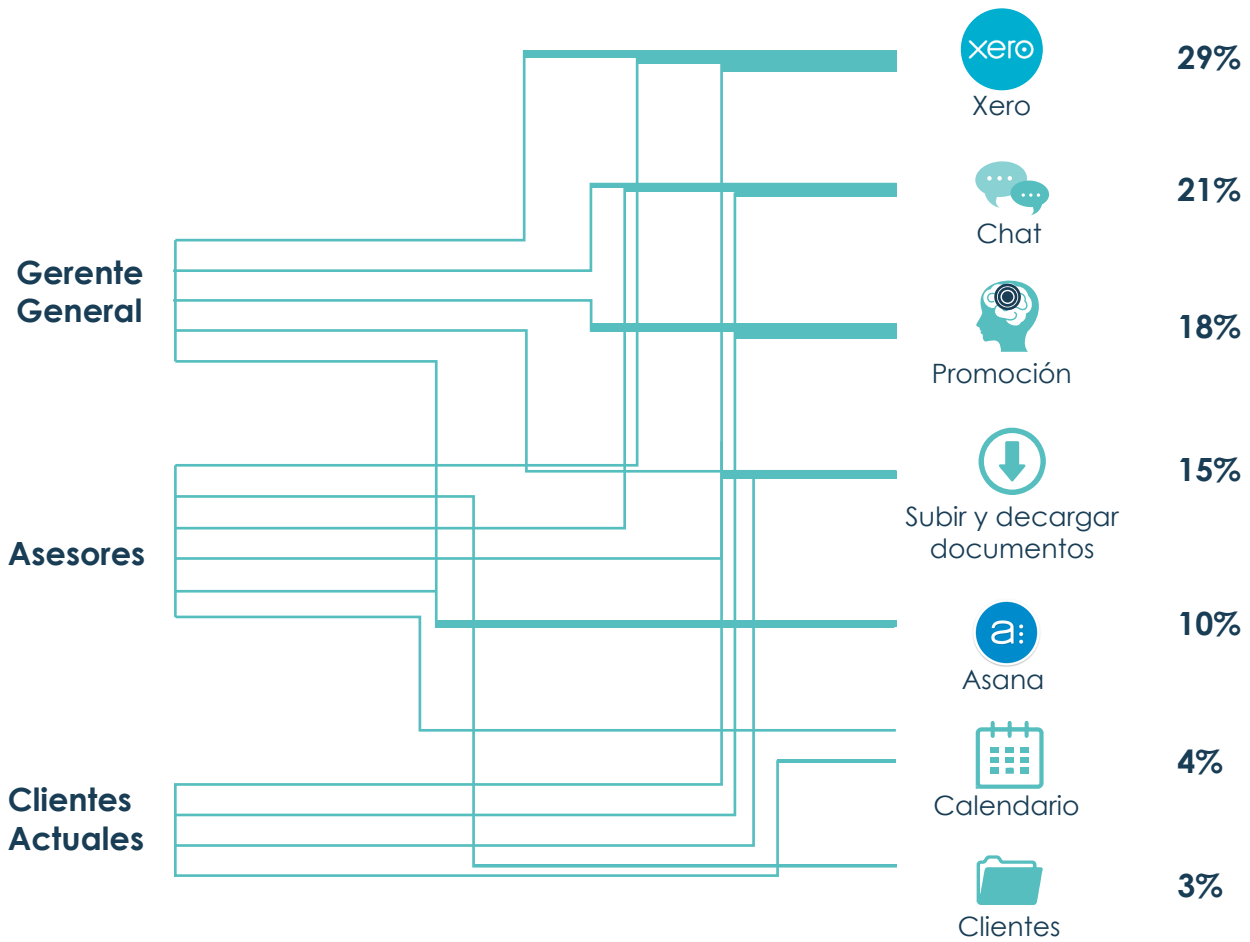 xero
Xero
29%
Chat
21%
Gerente
General
Promoción
18%
Asesores
Subir y decargar
documentos
15%
a:
Asana
10%
Clientes
Actuales
Calendario
4%
Clientes
3%